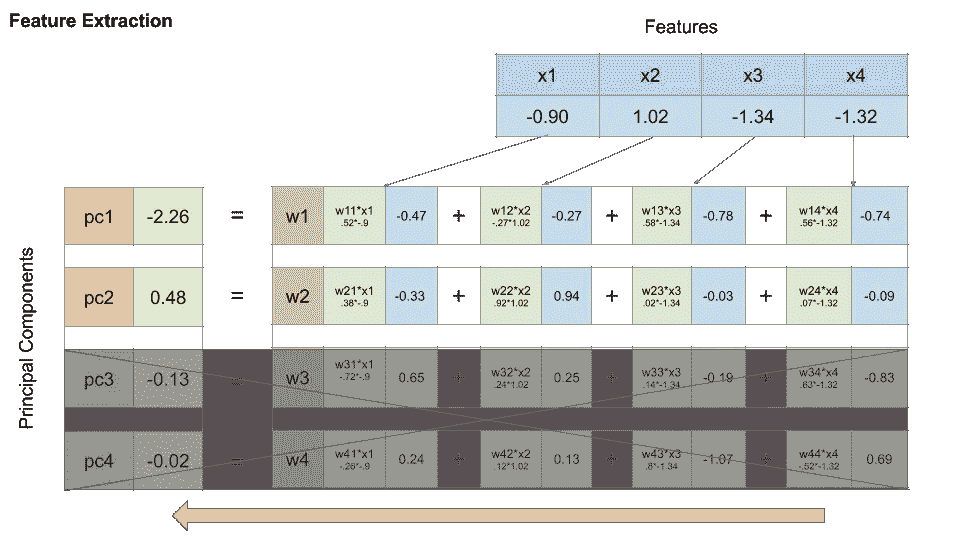 Feature Extraction
Features
x1 x2 x3 x4
-0.90 1.02 -1.34 -1.32
Principal Components
pc1 -2.26 = w1 w11*x1 -0.47 + w12*x2 -0.27 + w13*x3 -0.78 + w14*x4 -0.74
.52*-.9 -.27*1.02 .58*-1.34 .56*-1.32
pc2 0.48 = w2 w21*x1 -0.33 + w22*x2 0.94 + w23*x3 -0.03 + w24*x4 -0.09
.38*-.9 .92*1.02 .02*-1.34 .07*-1.32
pc3 -0.13 = w3 w31*x1 0.65 + w32*x2 0.25 + w33*x3 -0.19 + w34*x4 -0.83
-.72*-.9 .24*1.02 .14*-1.34 .63*-1.32
pc4 -0.02 = w4 w41*x1 0.24 + w42*x2 0.13 + w43*x3 -1.07 + w44*x4 0.69
-.26*-.9 .12*1.02 .8*-1.34 -.52*-1.32